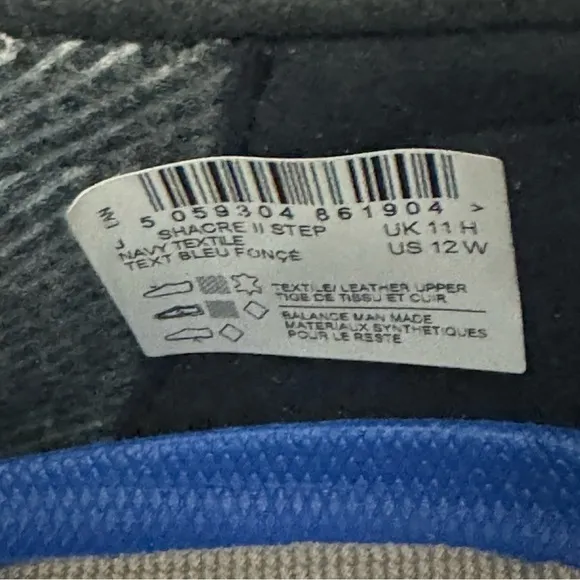 5 059304 861904 >
SHACRE II STEP UK 11 H
NAVY TEXTILE US 12 W
TEXT BLEU FONÇÉ
TEXTILE/ LEATHER UPPER
TIGE DE TISSU ET CUIR
BALANCE MAN MADE
MATERIAUX SYNTHETIQUES
POUR LE RESTE